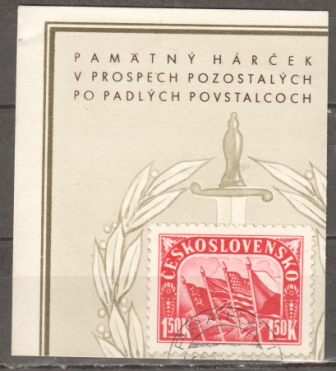 PAMÄTNÝ HÁRČEK
V PROSPECH POZOSTALÝCH
PO PADLÝCH POVSTALCOCH
ČESKOSLOVENSKO
1.50K 1.50K